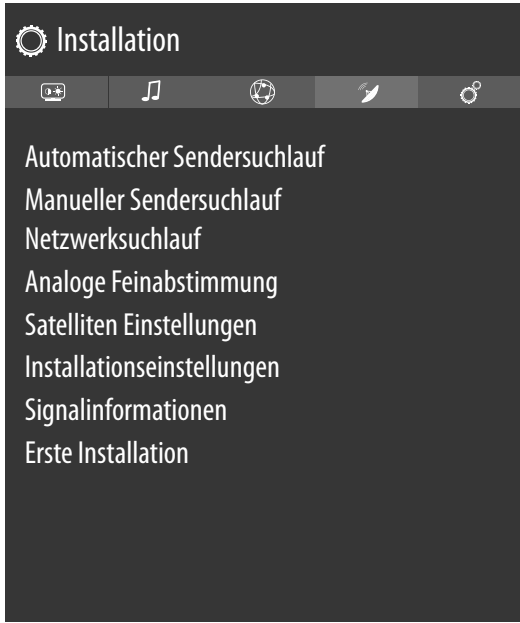 Installation
Automatischer Sendersuchlauf
Manueller Sendersuchlauf
Netzwerksuchlauf
Analoge Feinabstimmung
Satelliten Einstellungen
Installationseinstellungen
Signalinformationen
Erste Installation